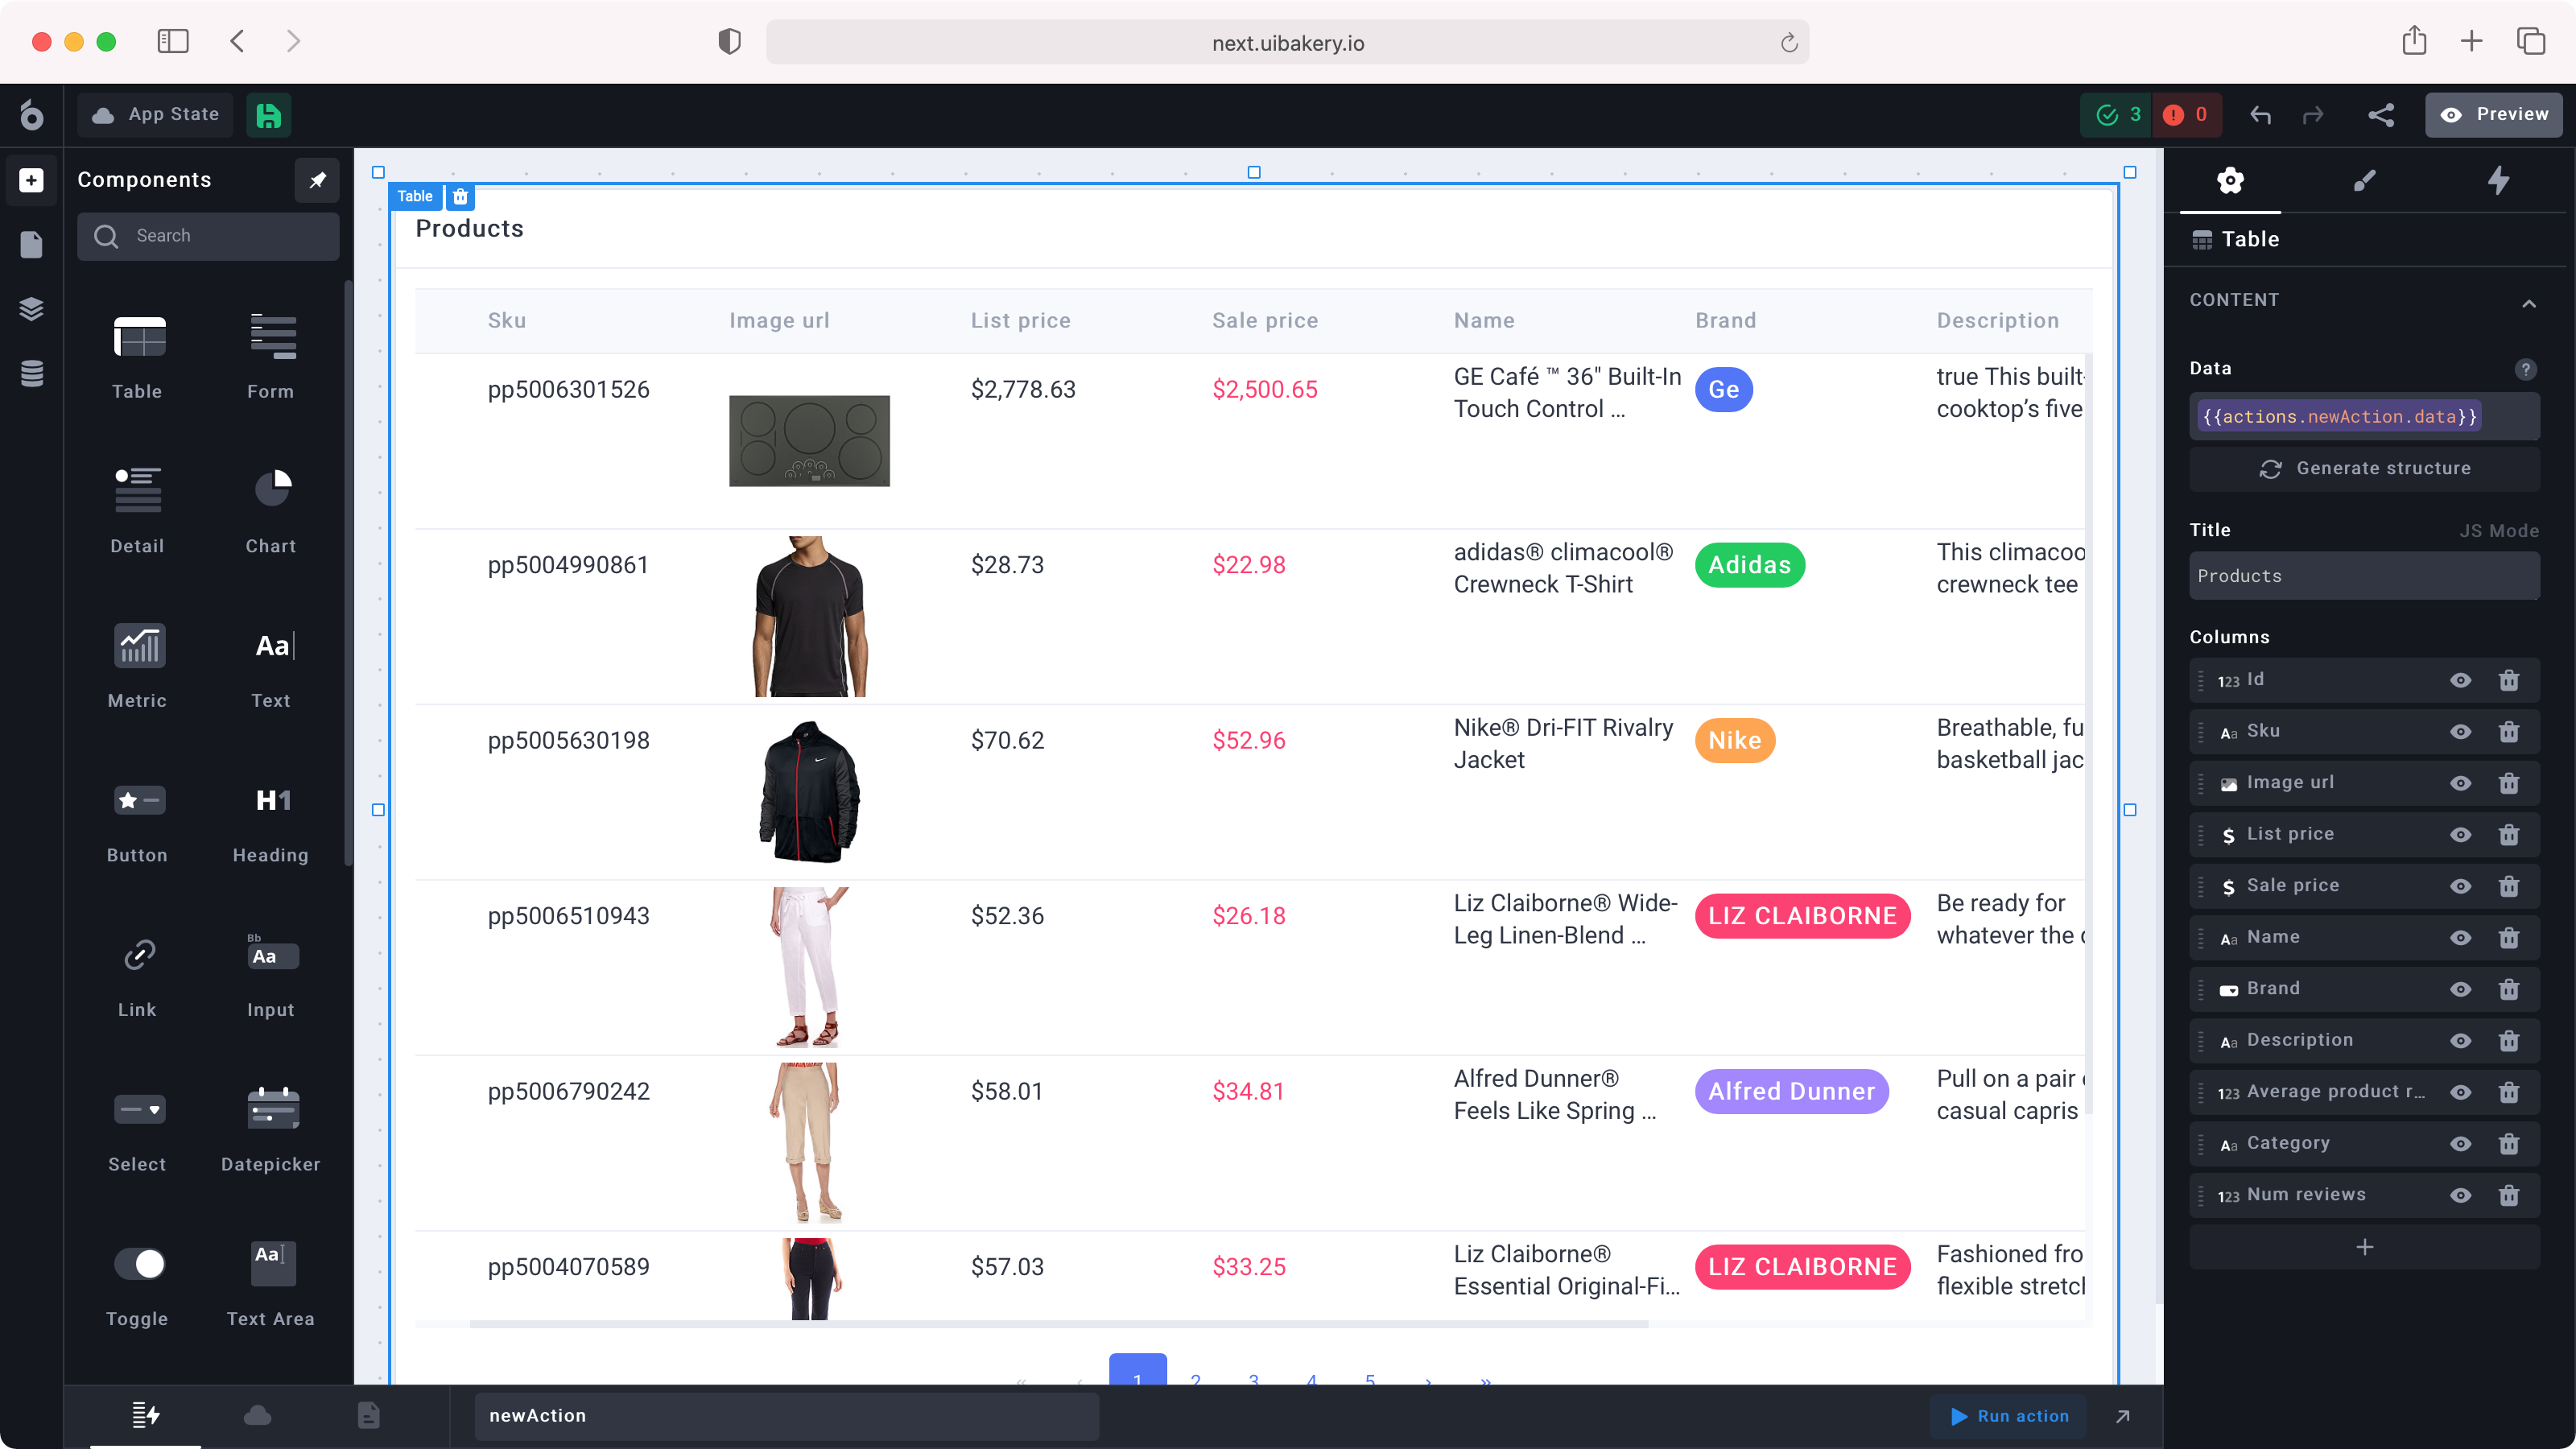 next.uibakery.io
App State
3
0
Preview
Components
Search
Table
Form
Detail
Chart
Metric
Aa
Text
Button
H1
Heading
Link
Bb
Aa
Input
Select
Datepicker
Toggle
Aa
Text Area
Table
Products
Sku
Image url
List price
Sale price
Name
Brand
Description
pp5006301526
$2,778.63
$2,500.65
GE Café ™ 36" Built-In
Touch Control ...
Ge
true This built-
cooktop's five
pp5004990861
$28.73
$22.98
adidas® climacool®
Crewneck T-Shirt
Adidas
This climacoo
crewneck tee
pp5005630198
$70.62
$52.96
Nike® Dri-FIT Rivalry
Jacket
Nike
Breathable, fu
basketball jac
pp5006510943
$52.36
$26.18
Liz Claiborne® Wide-
Leg Linen-Blend ...
LIZ CLAIBORNE
Be ready for
whatever the
pp5006790242
$58.01
$34.81
Alfred Dunner®
Feels Like Spring ...
Alfred Dunner
Pull on a pair
casual capris
pp5004070589
$57.03
$33.25
Liz Claiborne®
Essential Original-Fi...
LIZ CLAIBORNE
Fashioned fro
flexible stretch
« ‹ 1 2 3 4 5 › »
newAction
Run action
Table
CONTENT
Data
?
{{actions.newAction.data}}
Generate structure
Title
JS Mode
Products
Columns
123 Id
Aa Sku
Image url
$ List price
$ Sale price
Aa Name
Brand
Aa Description
123 Average product r...
Aa Category
123 Num reviews
+